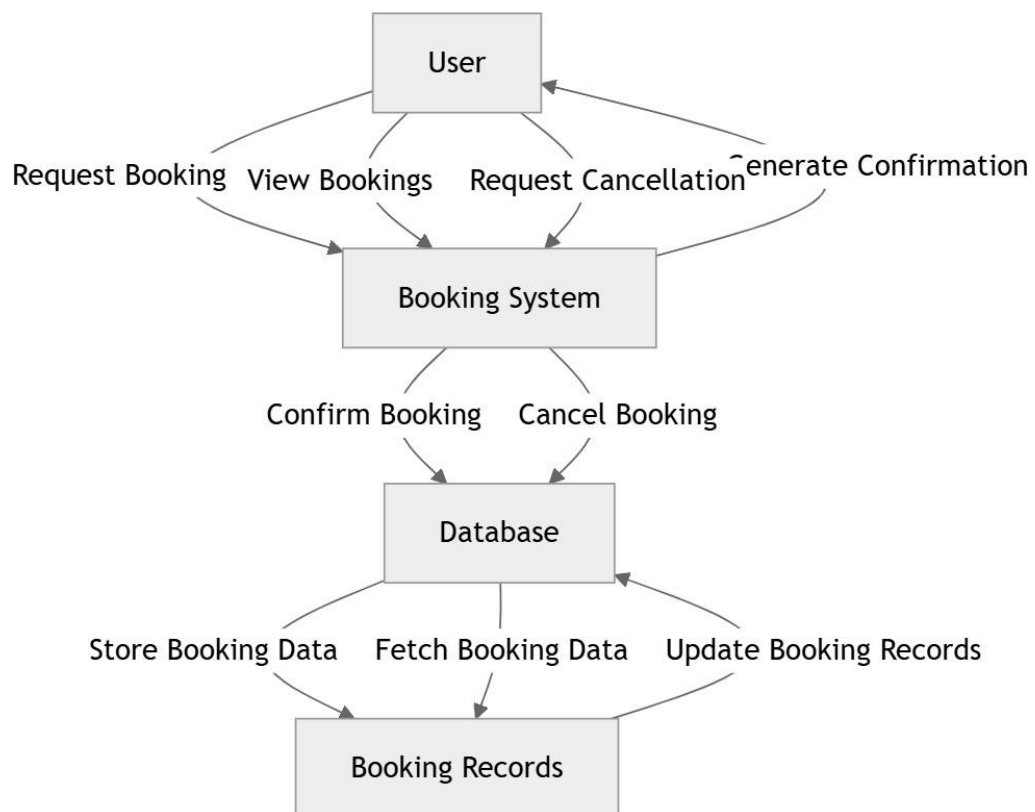 User
Request Booking
View Bookings
Request Cancellation
Generate Confirmation
Booking System
Confirm Booking
Cancel Booking
Database
Store Booking Data
Fetch Booking Data
Update Booking Records
Booking Records